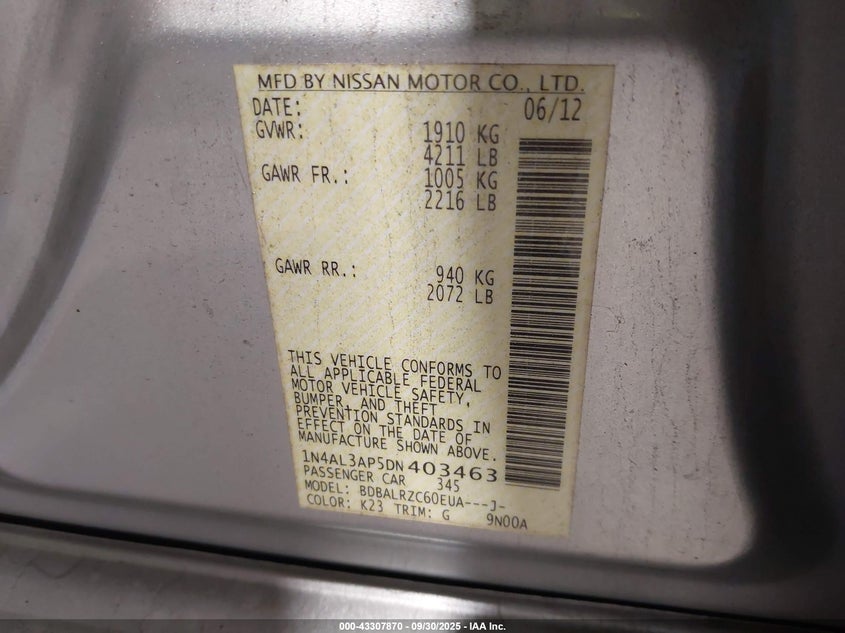 MFD BY NISSAN MOTOR CO., LTD.
DATE: 06/12
GVWR: 1910 KG
4211 LB
GAWR FR.: 1005 KG
2216 LB
GAWR RR.: 940 KG
2072 LB
THIS VEHICLE CONFORMS TO
ALL APPLICABLE FEDERAL
MOTOR VEHICLE SAFETY,
BUMPER, AND THEFT
PREVENTION STANDARDS IN
EFFECT ON THE DATE OF
MANUFACTURE SHOWN ABOVE.
1N4AL3AP5DN403463
PASSENGER CAR 345
MODEL: BDBALRZC60EUA---J-
COLOR: K23 TRIM: G 9N00A
000-43307870 - 09/30/2025 - IAA Inc.